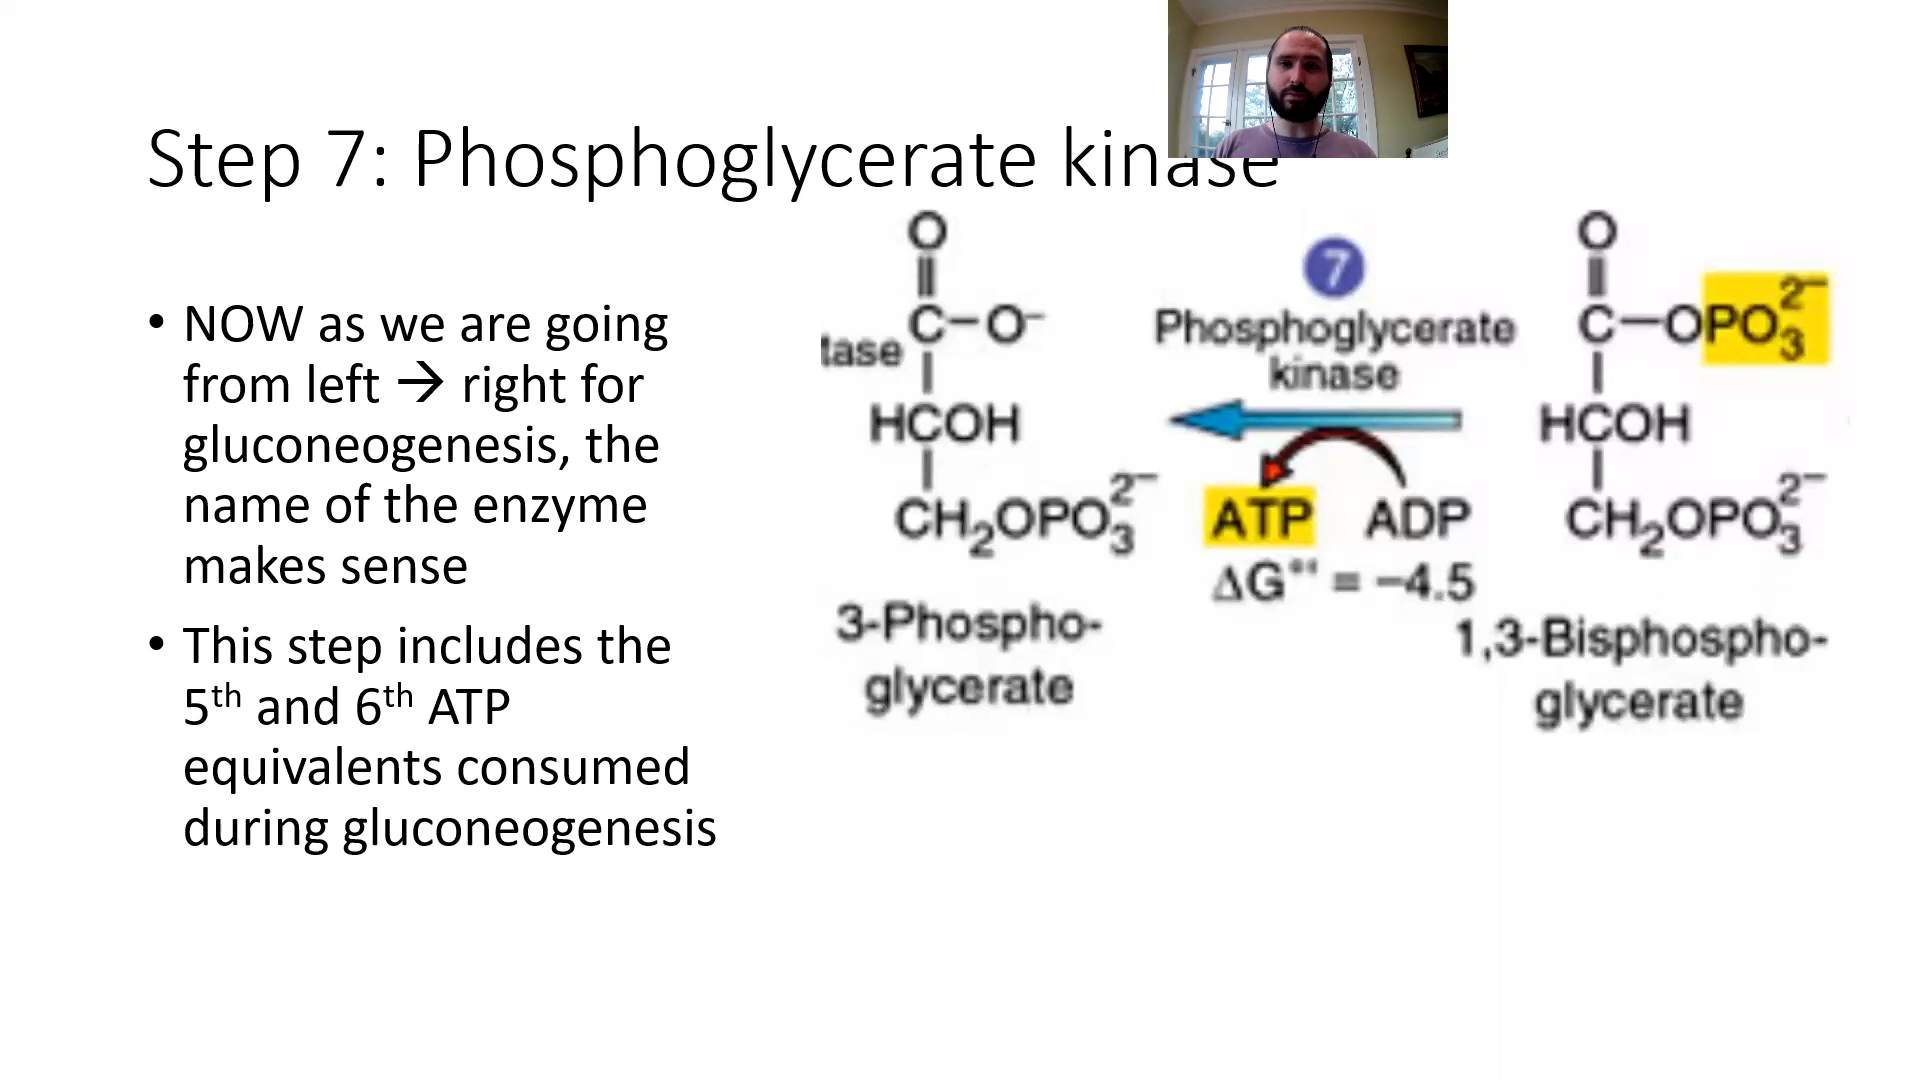 Step 7: Phosphoglycerate kinase
• NOW as we are going
from left → right for
gluconeogenesis, the
name of the enzyme
makes sense
• This step includes the
5th and 6th ATP
equivalents consumed
during gluconeogenesis
O
C–O⁻
tase
HCOH
CH₂OPO₃²⁻
3-Phospho-
glycerate
7
Phosphoglycerate
kinase
ATP ADP
ΔG°' = –4.5
O
C–OPO₃²⁻
HCOH
CH₂OPO₃²⁻
1,3-Bisphospho-
glycerate